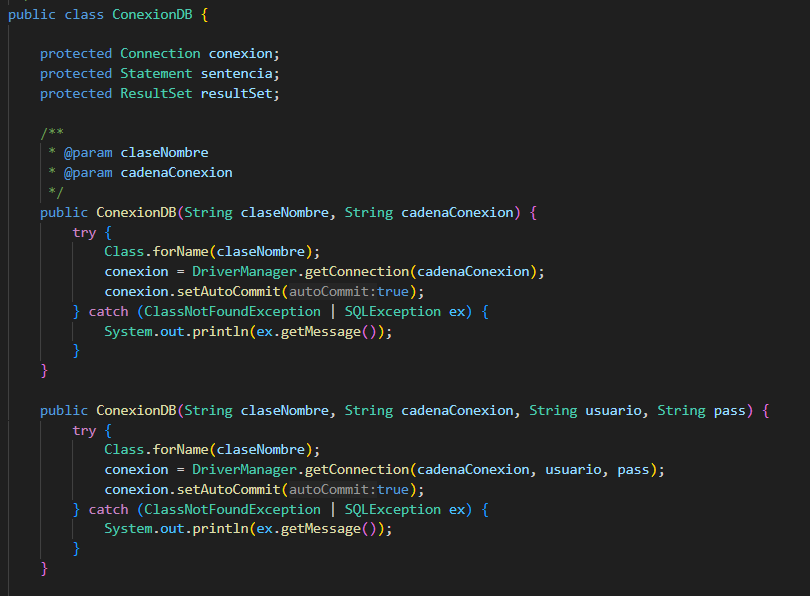 public class ConexionDB {
protected Connection conexion;
protected Statement sentencia;
protected ResultSet resultSet;
/**
* @param claseNombre
* @param cadenaConexion
*/
public ConexionDB(String claseNombre, String cadenaConexion) {
try {
Class.forName(claseNombre);
conexion = DriverManager.getConnection(cadenaConexion);
conexion.setAutoCommit(autoCommit:true);
} catch (ClassNotFoundException | SQLException ex) {
System.out.println(ex.getMessage());
}
}
public ConexionDB(String claseNombre, String cadenaConexion, String usuario, String pass) {
try {
Class.forName(claseNombre);
conexion = DriverManager.getConnection(cadenaConexion, usuario, pass);
conexion.setAutoCommit(autoCommit:true);
} catch (ClassNotFoundException | SQLException ex) {
System.out.println(ex.getMessage());
}
}